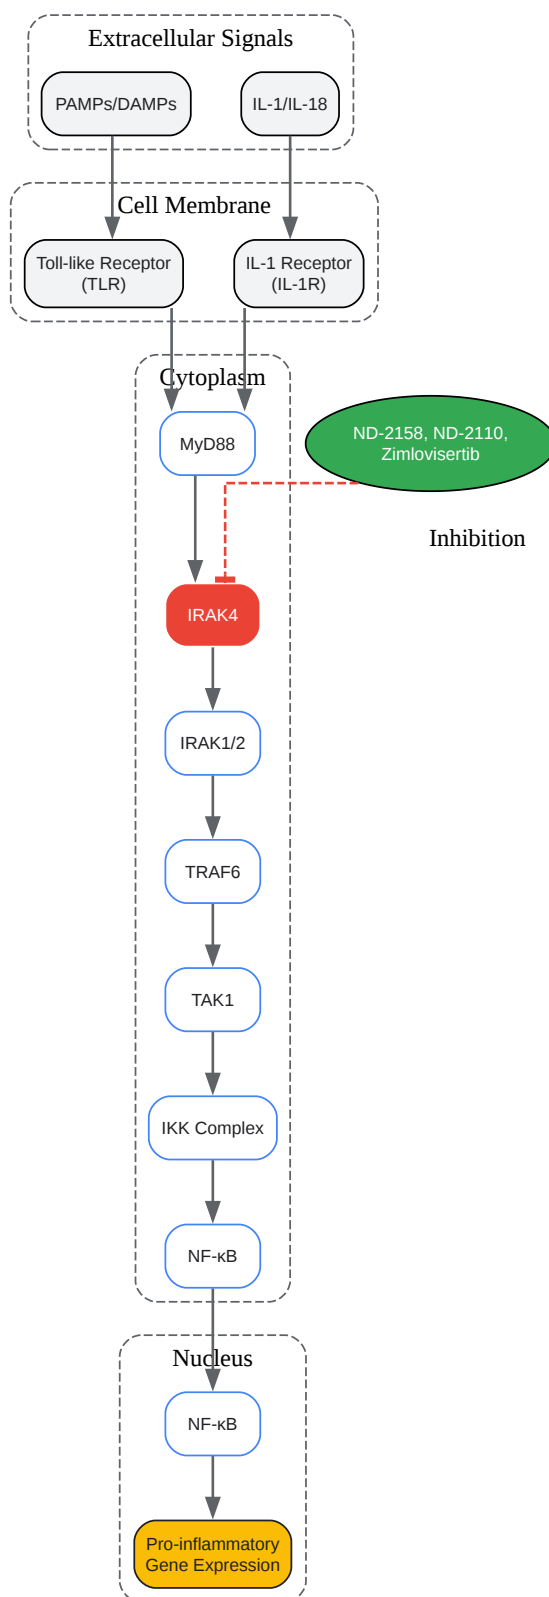 Extracellular Signals
PAMPs/DAMPs
IL-1/IL-18
Cell Membrane
Toll-like Receptor
(TLR)
IL-1 Receptor
(IL-1R)
Cytoplasm
MyD88
ND-2158, ND-2110,
Zimlovisertib
Inhibition
IRAK4
IRAK1/2
TRAF6
TAK1
IKK Complex
NF-κB
Nucleus
NF-κB
Pro-inflammatory
Gene Expression